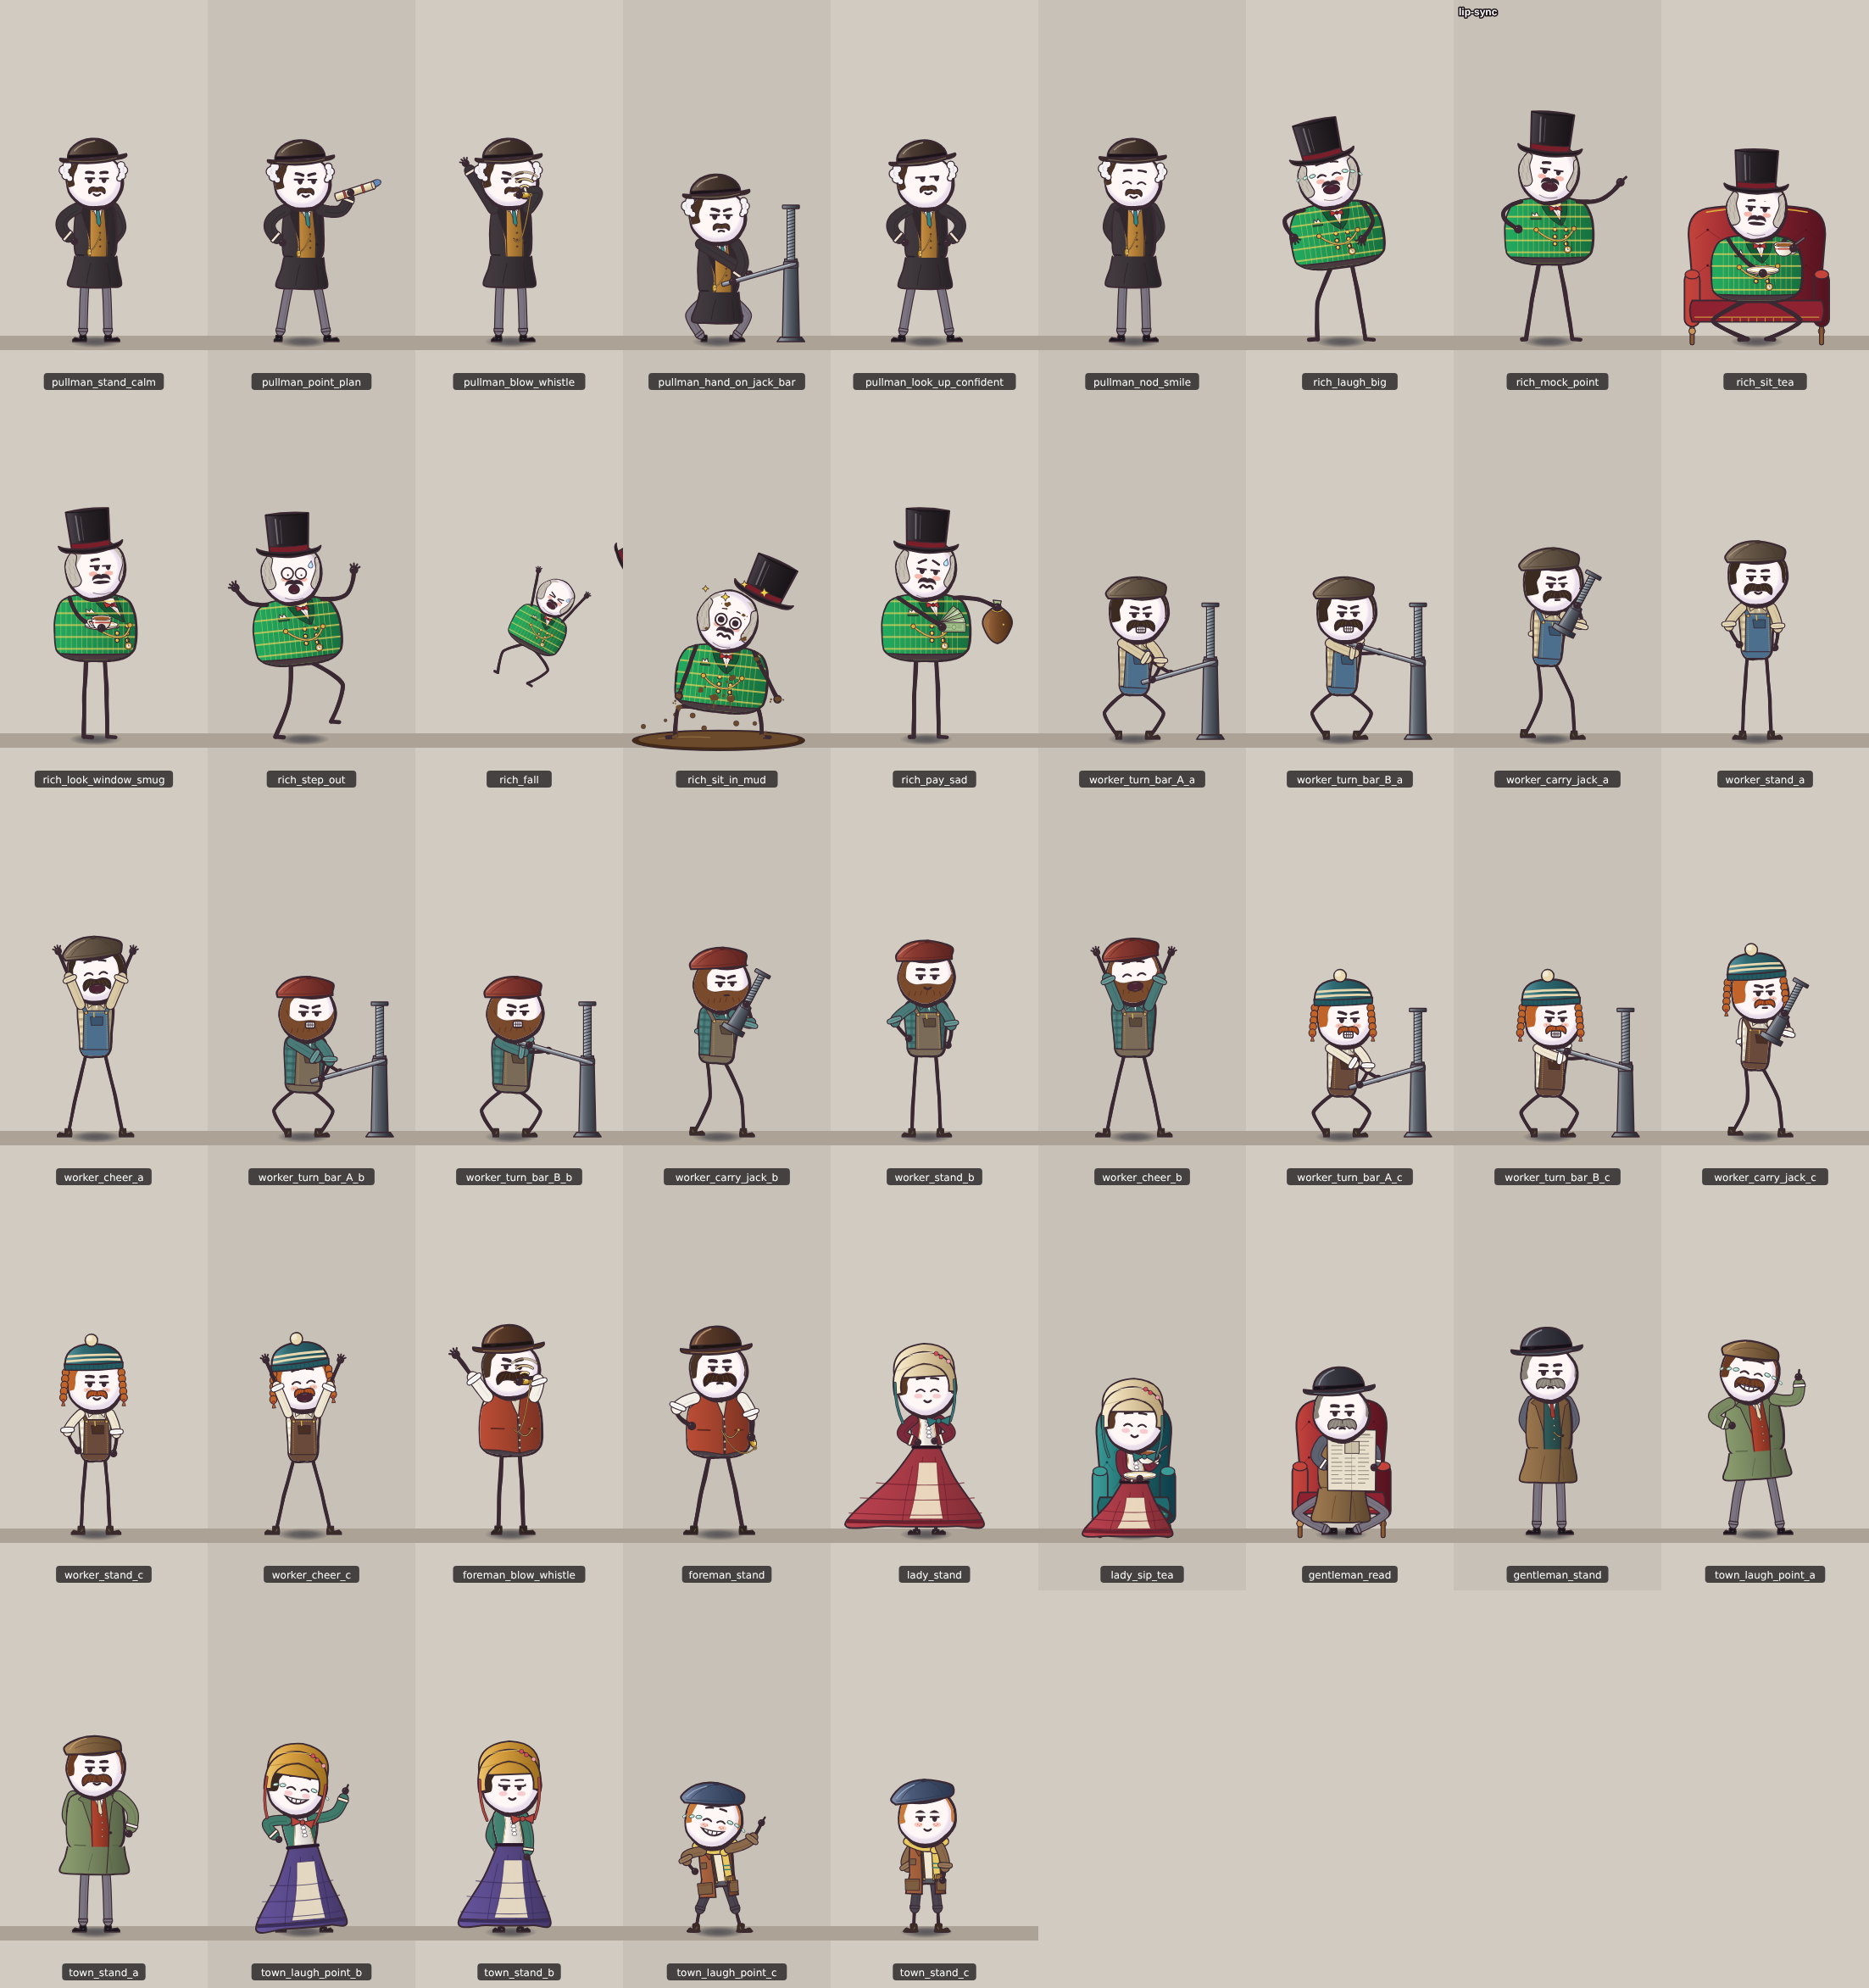 lip-sync
pullman_stand_calm
pullman_point_plan
pullman_blow_whistle
pullman_hand_on_jack_bar
pullman_look_up_confident
pullman_nod_smile
rich_laugh_big
rich_mock_point
rich_sit_tea
rich_look_window_smug
rich_step_out
rich_fall
rich_sit_in_mud
rich_pay_sad
worker_turn_bar_A_a
worker_turn_bar_B_a
worker_carry_jack_a
worker_stand_a
worker_cheer_a
worker_turn_bar_A_b
worker_turn_bar_B_b
worker_carry_jack_b
worker_stand_b
worker_cheer_b
worker_turn_bar_A_c
worker_turn_bar_B_c
worker_carry_jack_c
worker_stand_c
worker_cheer_c
foreman_blow_whistle
foreman_stand
lady_stand
lady_sip_tea
gentleman_read
gentleman_stand
town_laugh_point_a
town_stand_a
town_laugh_point_b
town_stand_b
town_laugh_point_c
town_stand_c